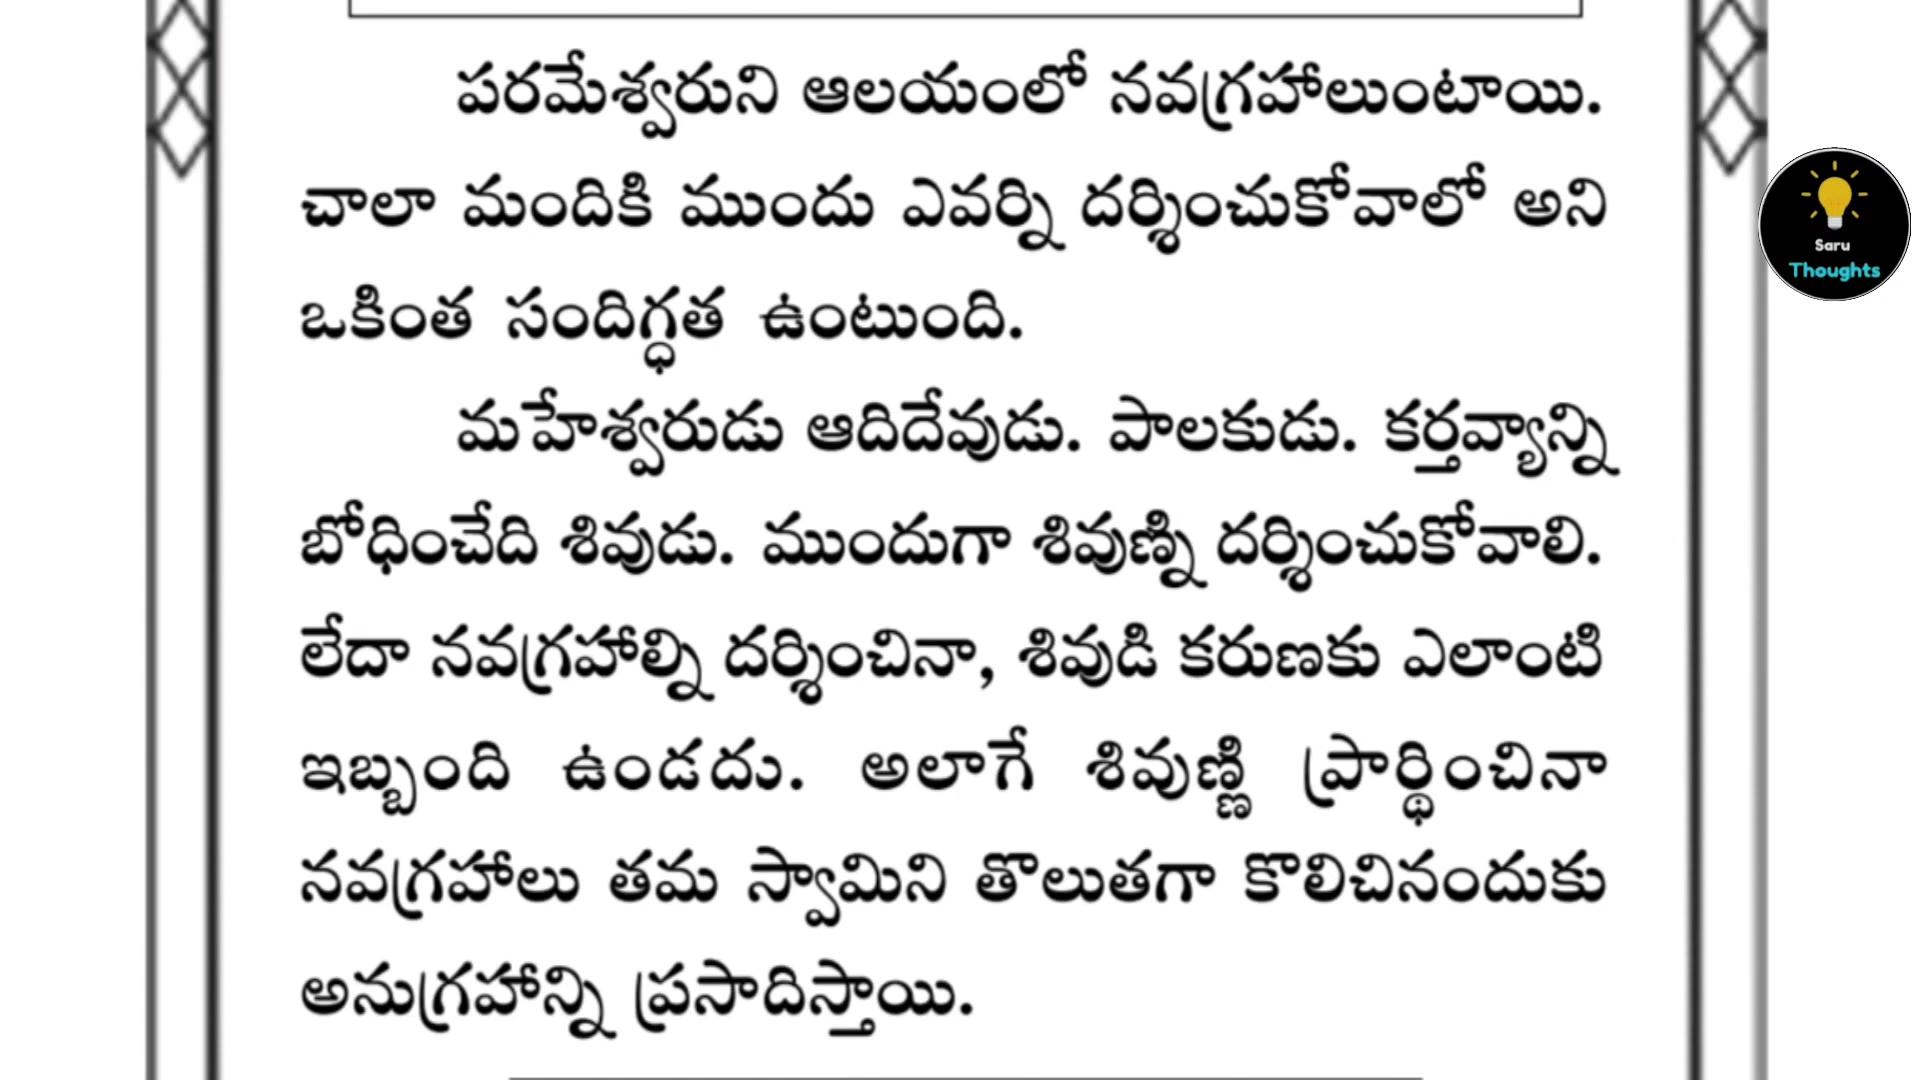 పరమేశ్వరుని ఆలయంలో నవగ్రహాలుంటాయి.
చాలా మందికి ముందు ఎవర్ని దర్శించుకోవాలో అని
ఒకింత సందిగ్ధత ఉంటుంది.
మహేశ్వరుడు ఆదిదేవుడు. పాలకుడు. కర్తవ్యాన్ని
బోధించేది శివుడు. ముందుగా శివుణ్ని దర్శించుకోవాలి.
లేదా నవగ్రహాల్ని దర్శించినా, శివుడి కరుణకు ఎలాంటి
ఇబ్బంది ఉండదు. అలాగే శివుణ్ణి ప్రార్థించినా
నవగ్రహాలు తమ స్వామిని తొలుతగా కొలిచినందుకు
అనుగ్రహాన్ని ప్రసాదిస్తాయి.
Saru
Thoughts